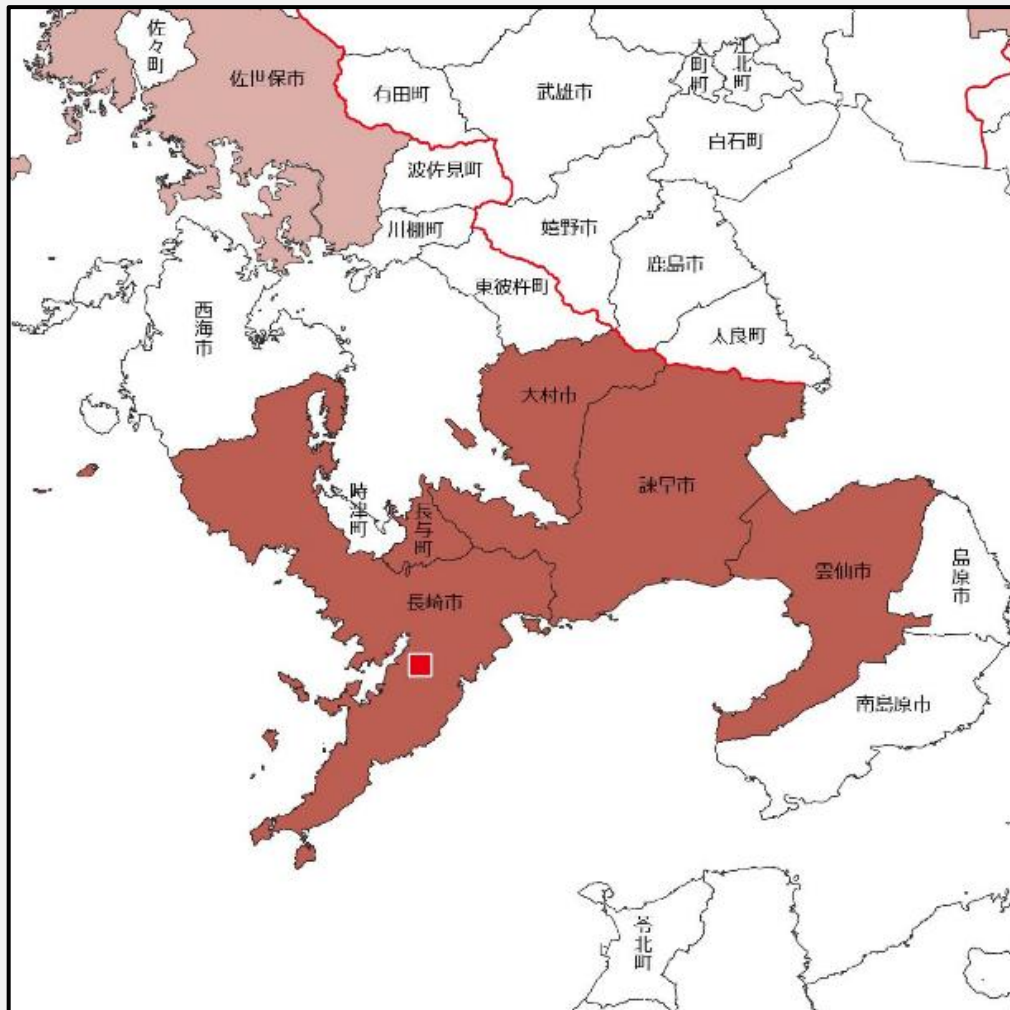 佐々町
佐世保市
有田町
武雄市
大町町
江北町
白石町
波佐見町
川棚町
嬉野市
鹿島市
東彼杵町
太良町
西海市
大村市
諫早市
時津町
長与町
長崎市
雲仙市
島原市
南島原市
苓北町